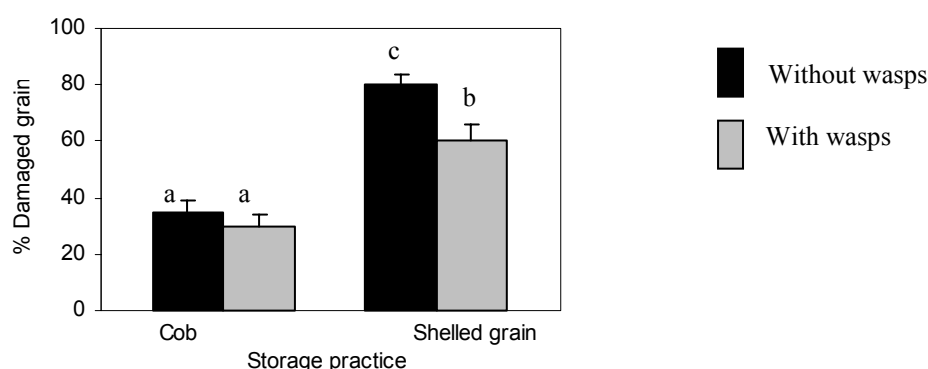 100
80
60
40
20
0
% Damaged grain
a a c b
Cob Shelled grain
Storage practice
Without wasps
With wasps